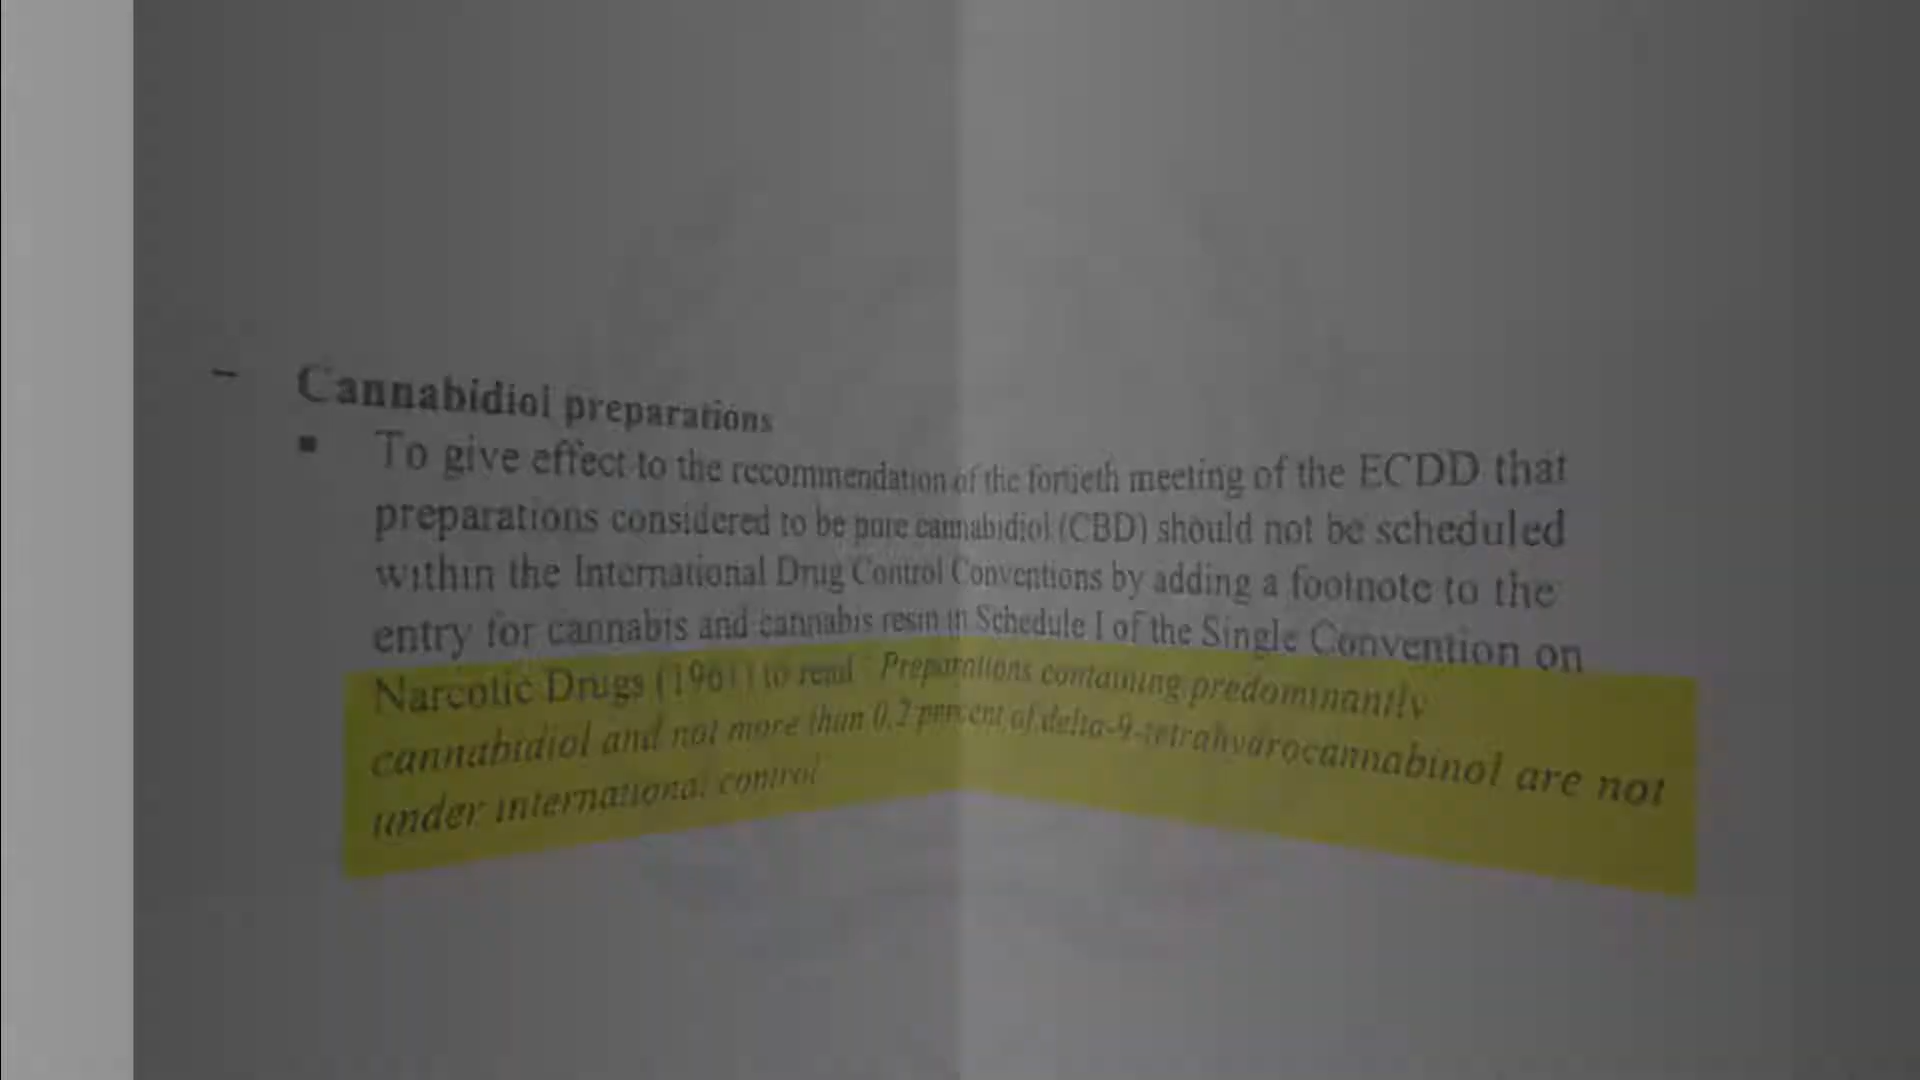 – Cannabidiol preparations
▪ To give effect to the recommendation of the fortieth meeting of the ECDD that
preparations considered to be pure cannabidiol (CBD) should not be scheduled
within the International Drug Control Conventions by adding a footnote to the
entry for cannabis and cannabis resin in Schedule I of the Single Convention on
Narcotic Drugs (1961) to read " Preparations containing predominantly
cannabidiol and not more than 0.2 percent of delta-9-tetrahydrocannabinol are not
under international control"